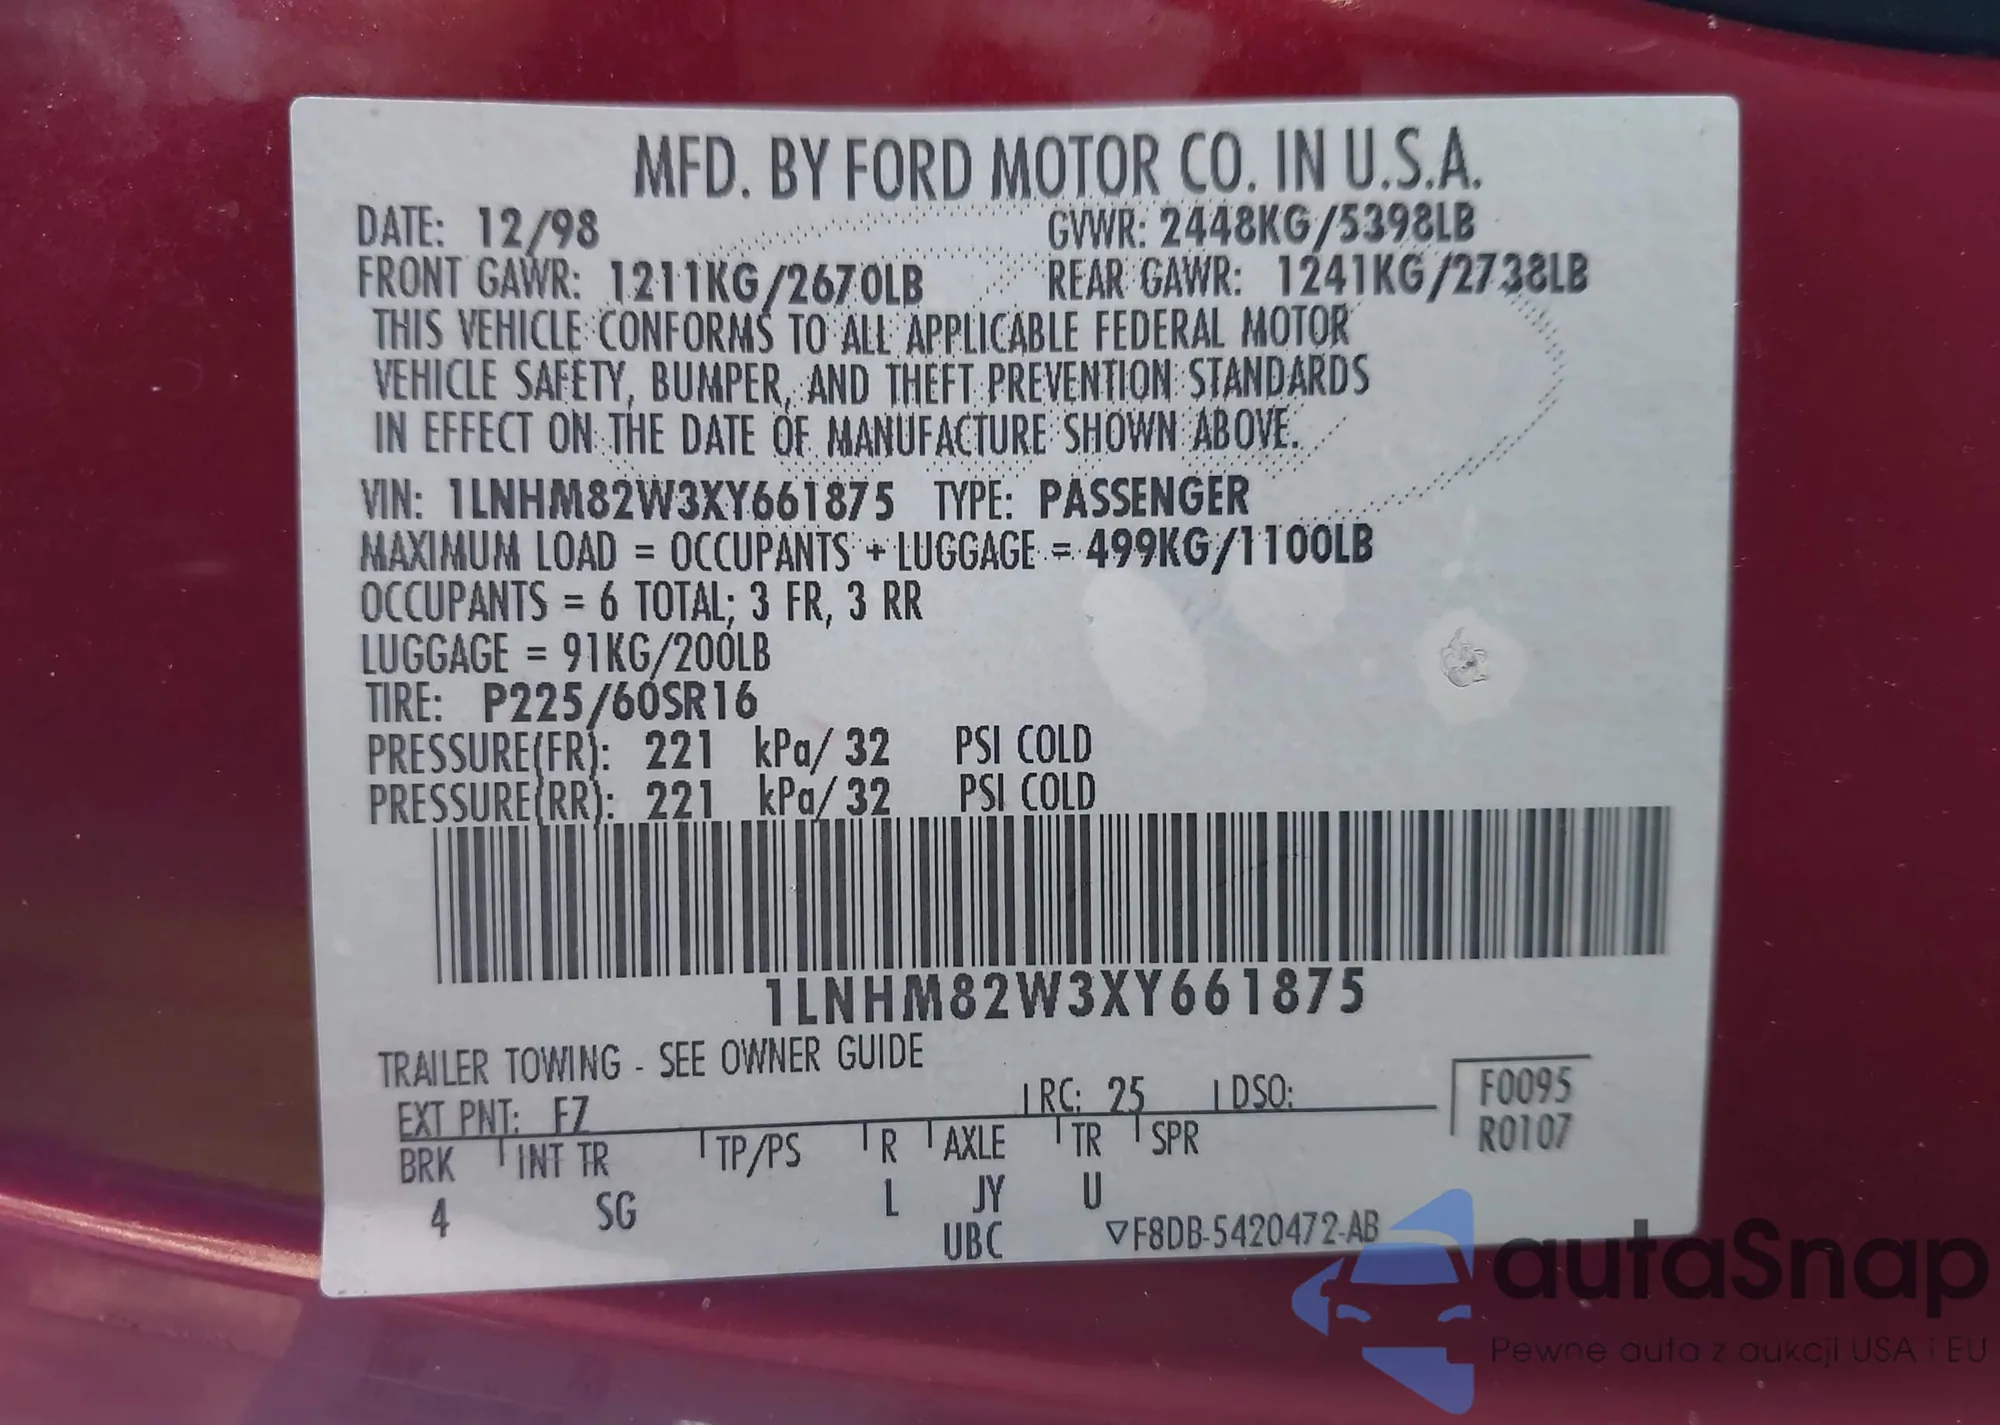 MFD. BY FORD MOTOR CO. IN U.S.A.
DATE: 12/98 GVWR: 2448KG/5398LB
FRONT GAWR: 1211KG/2670LB REAR GAWR: 1241KG/2738LB
THIS VEHICLE CONFORMS TO ALL APPLICABLE FEDERAL MOTOR
VEHICLE SAFETY, BUMPER, AND THEFT PREVENTION STANDARDS
IN EFFECT ON THE DATE OF MANUFACTURE SHOWN ABOVE.
VIN: 1LNHM82W3XY661875 TYPE: PASSENGER
MAXIMUM LOAD = OCCUPANTS + LUGGAGE = 499KG/1100LB
OCCUPANTS = 6 TOTAL; 3 FR, 3 RR
LUGGAGE = 91KG/200LB
TIRE: P225/60SR16
PRESSURE(FR): 221 kPa/ 32 PSI COLD
PRESSURE(RR): 221 kPa/ 32 PSI COLD
1LNHM82W3XY661875
TRAILER TOWING - SEE OWNER GUIDE
EXT PNT: FZ RC: 25 DSO: F0095
R0107
BRK INT TR TP/PS R AXLE TR SPR
4 SG L JY U
UBC ▽F8DB-5420472-AB
autoSnap
Pewne auta z aukcji USA i EU